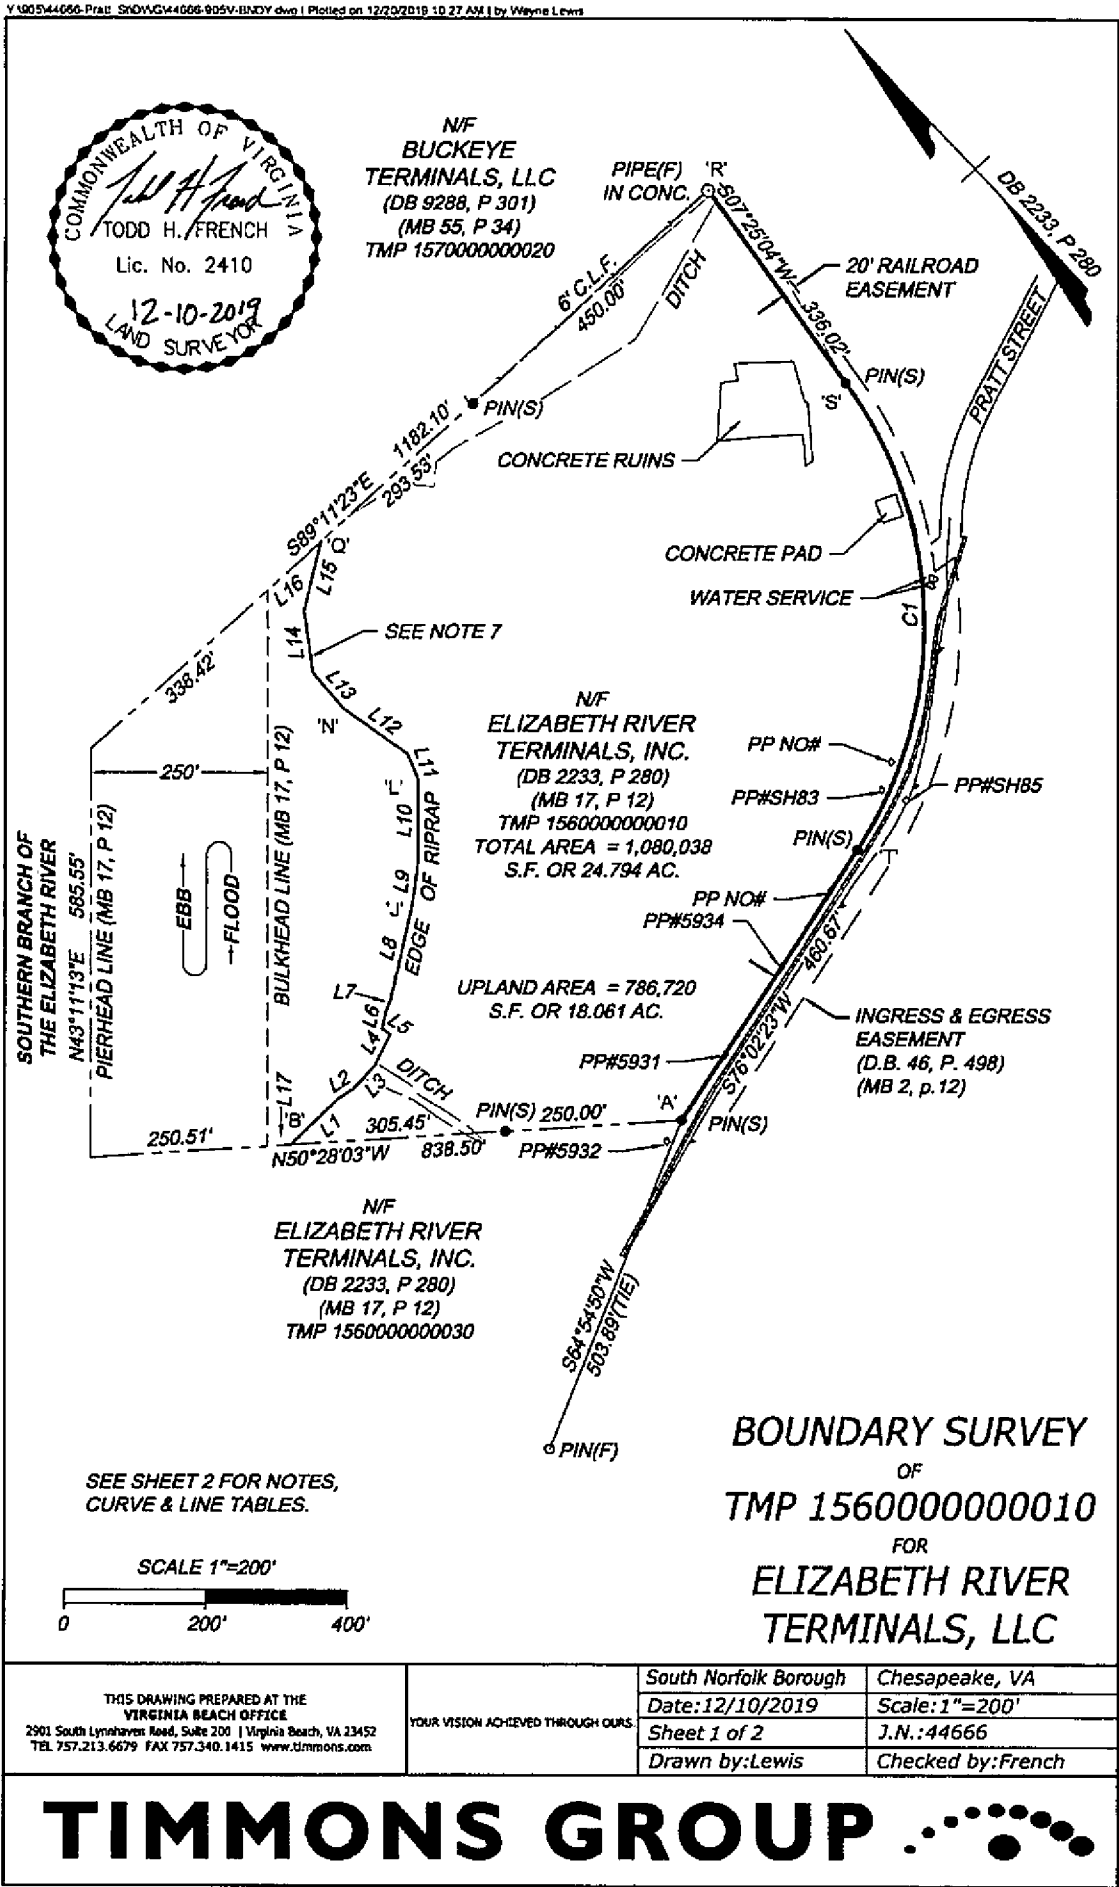 Y:\905\44666-Pratt_St\DWG\44666-905V-BNDY.dwg | Plotted on 12/20/2019 10:27 AM | by Wayne Lewis
COMMONWEALTH OF VIRGINIA
TODD H. FRENCH
Lic. No. 2410
12-10-2019
LAND SURVEYOR
N/F
BUCKEYE
TERMINALS, LLC
(DB 9288, P 301)
(MB 55, P 34)
TMP 1570000000020
PIPE(F)
IN CONC.
'R'
DB 2233, P 280
S07°25'04"W
336.02'
20' RAILROAD
EASEMENT
6' C.L.F.
450.00'
DITCH
PRATT STREET
PIN(S)
'S'
PIN(S)
1182.10'
293.53'
S89°11'23"E
CONCRETE RUINS
CONCRETE PAD
WATER SERVICE
C1
'Q'
L16
L15
L14
SEE NOTE 7
338.42'
L13
'N'
L12
L11
'L'
L10
L9
L8
L7
L6
L5
L4
L3
L2
L1
L17
'B'
250'
EDGE OF RIPRAP
BULKHEAD LINE (MB 17, P 12)
PIERHEAD LINE (MB 17, P 12)
N43°11'13"E 585.55'
SOUTHERN BRANCH OF
THE ELIZABETH RIVER
EBB
FLOOD
N/F
ELIZABETH RIVER
TERMINALS, INC.
(DB 2233, P 280)
(MB 17, P 12)
TMP 1560000000010
TOTAL AREA = 1,080,038
S.F. OR 24.794 AC.
PP NO#
PP#SH83
PP#SH85
PIN(S)
'T'
PP NO#
PP#5934
460.67'
S76°02'23"W
UPLAND AREA = 786,720
S.F. OR 18.061 AC.
INGRESS & EGRESS
EASEMENT
(D.B. 46, P. 498)
(MB 2, p.12)
PP#5931
DITCH
PIN(S)
250.00'
'A'
PIN(S)
305.45'
250.51'
N50°28'03"W
838.50'
PP#5932
N/F
ELIZABETH RIVER
TERMINALS, INC.
(DB 2233, P 280)
(MB 17, P 12)
TMP 1560000000030
S64°54'50"W
503.89'(TIE)
PIN(F)
SEE SHEET 2 FOR NOTES,
CURVE & LINE TABLES.
SCALE 1"=200'
0 200' 400'
BOUNDARY SURVEY
OF
TMP 1560000000010
FOR
ELIZABETH RIVER
TERMINALS, LLC
THIS DRAWING PREPARED AT THE
VIRGINIA BEACH OFFICE
2901 South Lynnhaven Road, Suite 200 | Virginia Beach, VA 23452
TEL 757.213.6679 FAX 757.340.1415 www.timmons.com
YOUR VISION ACHIEVED THROUGH OURS.
South Norfolk Borough Chesapeake, VA
Date:12/10/2019 Scale:1"=200'
Sheet 1 of 2 J.N.:44666
Drawn by:Lewis Checked by:French
TIMMONS GROUP